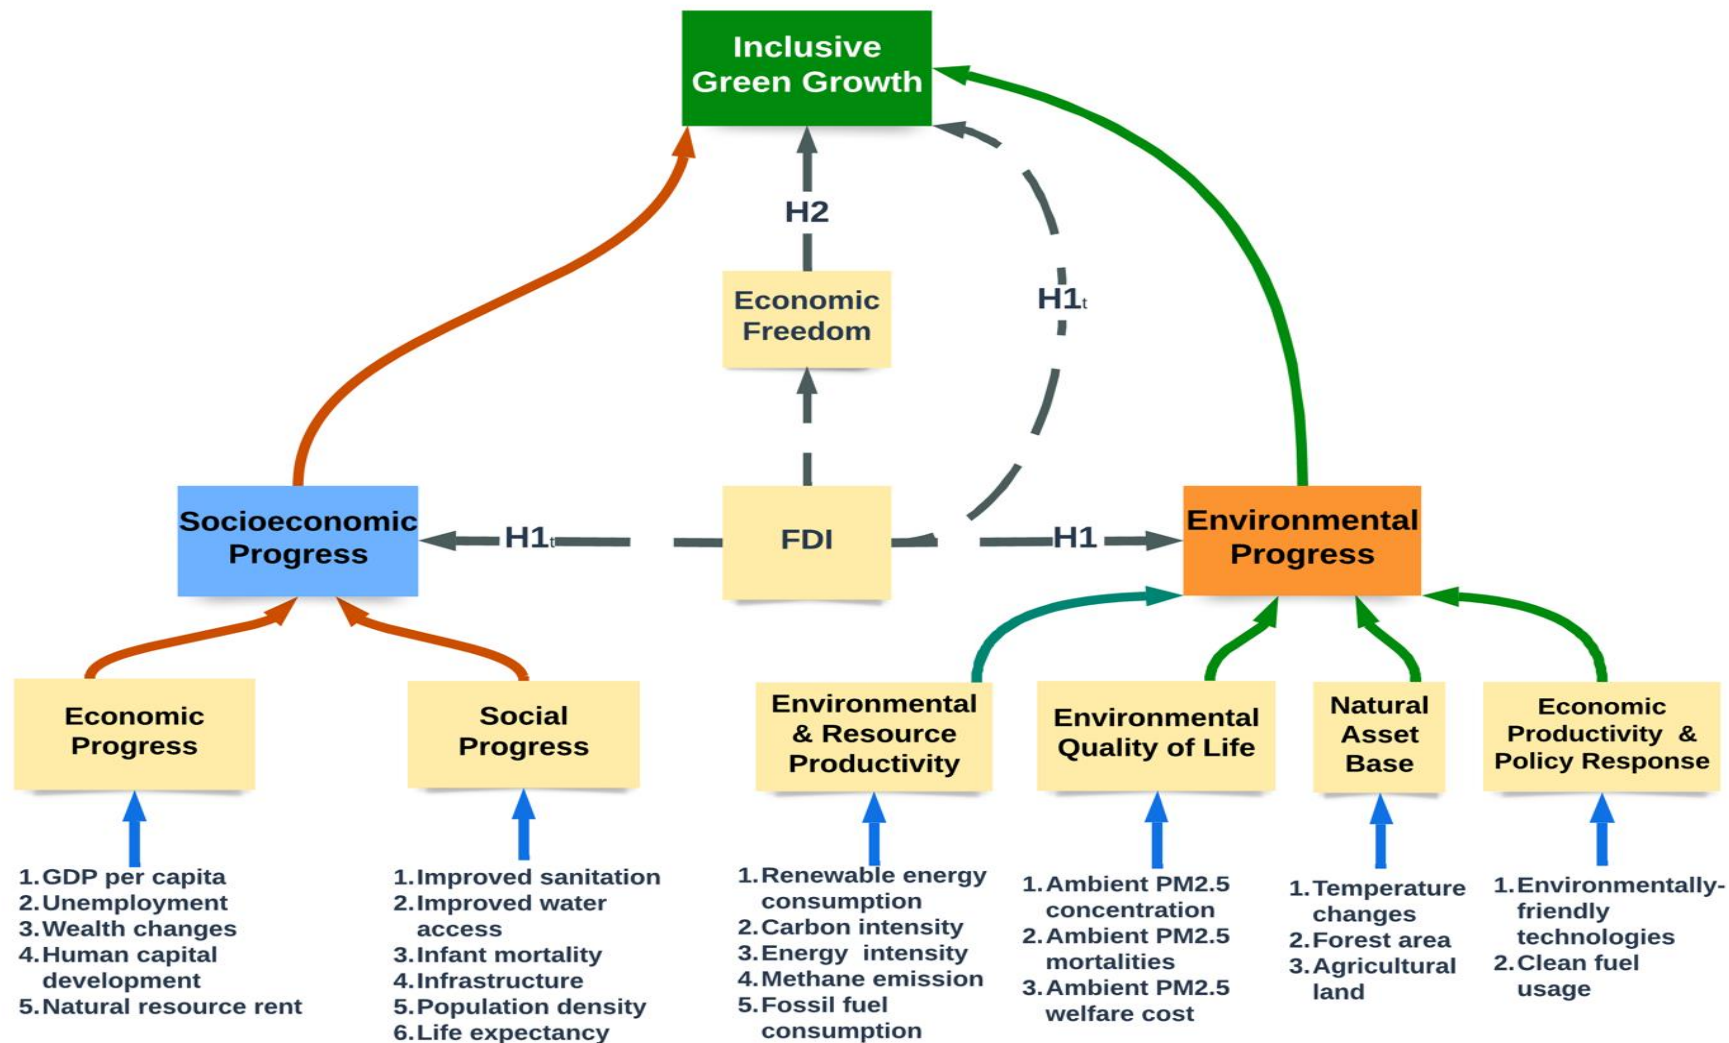 Inclusive
Green Growth
H2
Economic
Freedom
H1t
Socioeconomic
Progress
H1t
FDI
H1
Environmental
Progress
Economic
Progress
Social
Progress
Environmental
& Resource
Productivity
Environmental
Quality of Life
Natural
Asset
Base
Economic
Productivity &
Policy Response
1. GDP per capita
2. Unemployment
3. Wealth changes
4. Human capital
development
5. Natural resource rent
1. Improved sanitation
2. Improved water
access
3. Infant mortality
4. Infrastructure
5. Population density
6. Life expectancy
1. Renewable energy
consumption
2. Carbon intensity
3. Energy intensity
4. Methane emission
5. Fossil fuel
consumption
1. Ambient PM2.5
concentration
2. Ambient PM2.5
mortalities
3. Ambient PM2.5
welfare cost
1. Temperature
changes
2. Forest area
3. Agricultural
land
1. Environmentally-
friendly
technologies
2. Clean fuel
usage